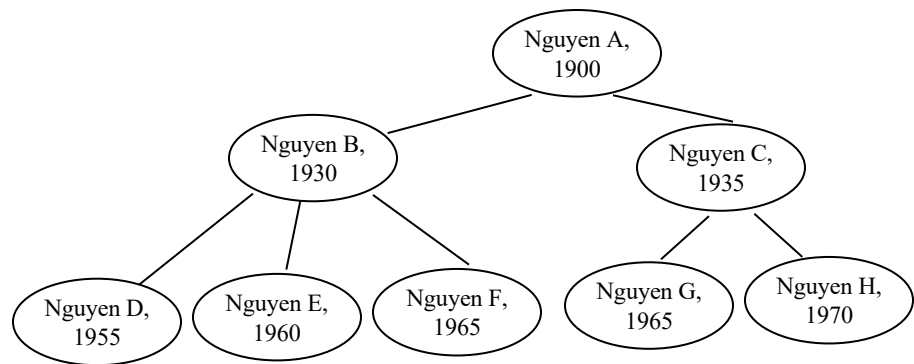 Nguyen A,
1900
Nguyen B,
1930
Nguyen C,
1935
Nguyen D,
1955
Nguyen E,
1960
Nguyen F,
1965
Nguyen G,
1965
Nguyen H,
1970